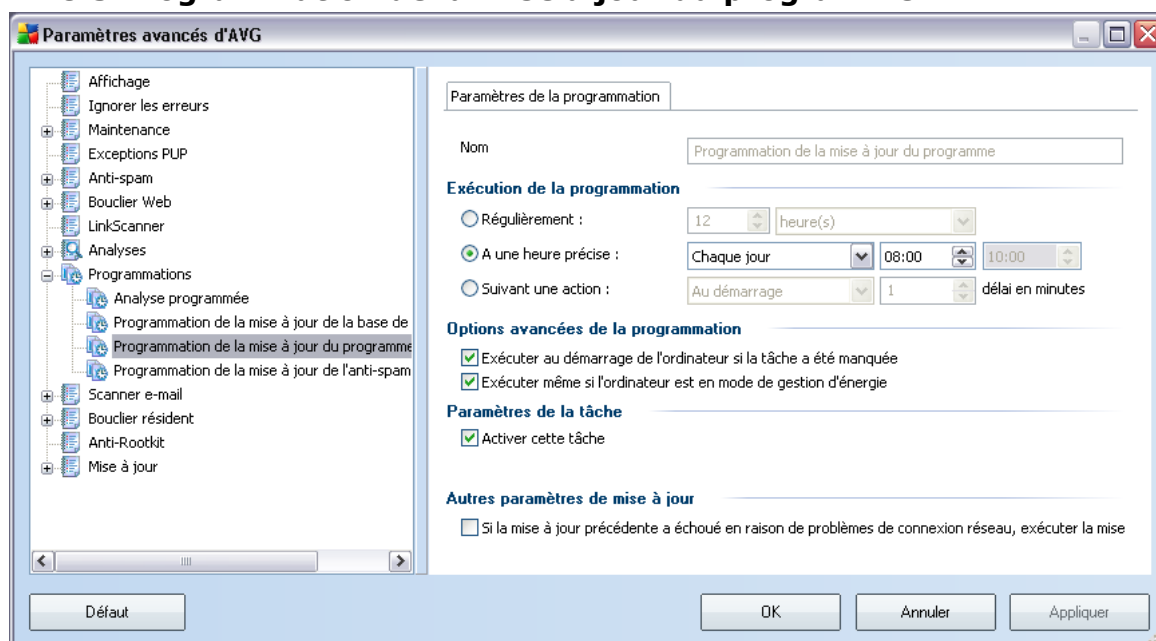 Paramètres avancés d'AVG
Affichage
Ignorer les erreurs
Maintenance
Exceptions PUP
Anti-spam
Bouclier Web
LinkScanner
Analyses
Programmations
Analyse programmée
Programmation de la mise à jour de la base de
Programmation de la mise à jour du programme
Programmation de la mise à jour de l'anti-spam
Scanner e-mail
Bouclier résident
Anti-Rootkit
Mise à jour
Paramètres de la programmation
Nom Programmation de la mise à jour du programme
Exécution de la programmation
Régulièrement : 12 heure(s)
A une heure précise : Chaque jour 08:00 10:00
Suivant une action : Au démarrage 1 délai en minutes
Options avancées de la programmation
Exécuter au démarrage de l'ordinateur si la tâche a été manquée
Exécuter même si l'ordinateur est en mode de gestion d'énergie
Paramètres de la tâche
Activer cette tâche
Autres paramètres de mise à jour
Si la mise à jour précédente a échoué en raison de problèmes de connexion réseau, exécuter la mise
Défaut OK Annuler Appliquer